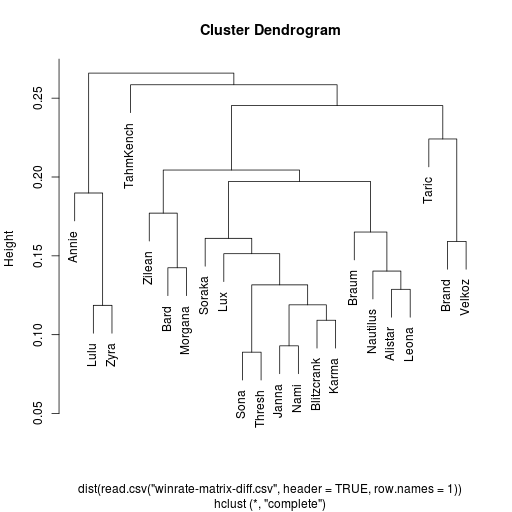 Cluster Dendrogram
Height
0.25
0.20
0.15
0.10
0.05
Annie
Lulu
Zyra
TahmKench
Zilean
Bard
Morgana
Soraka
Lux
Sona
Thresh
Janna
Nami
Blitzcrank
Karma
Braum
Nautilus
Alistar
Leona
Taric
Brand
Velkoz
dist(read.csv("winrate-matrix-diff.csv", header = TRUE, row.names = 1))
hclust (*, "complete")